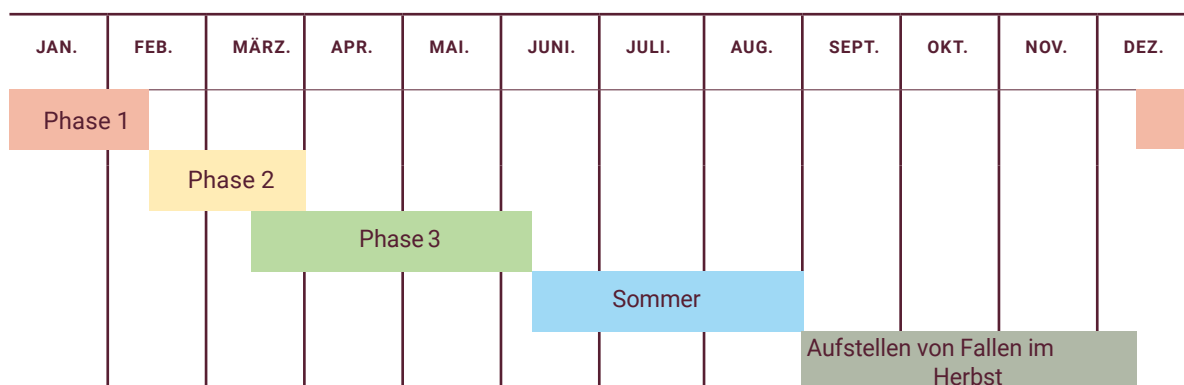 JAN. FEB. MÄRZ. APR. MAI. JUNI. JULI. AUG. SEPT. OKT. NOV. DEZ.
Phase 1
Phase 2
Phase 3
Sommer
Aufstellen von Fallen im
Herbst